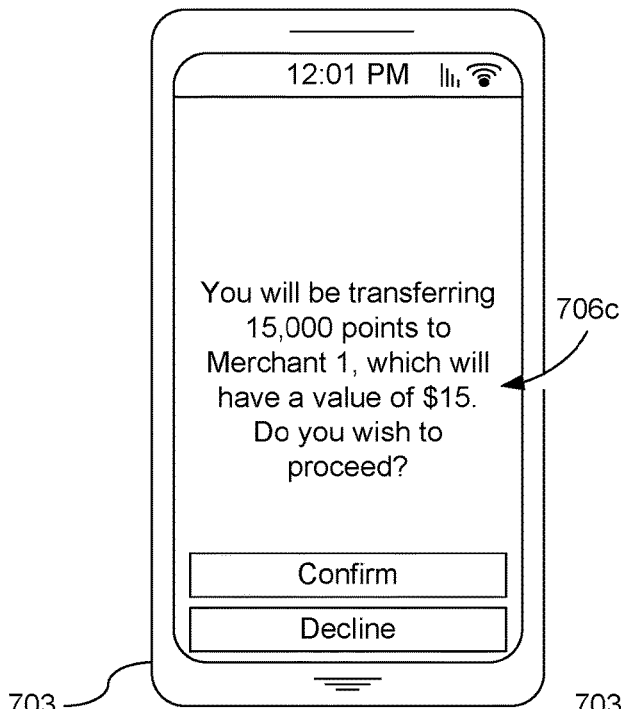 12:01 PM
You will be transferring
15,000 points to
Merchant 1, which will
have a value of $15.
Do you wish to
proceed?
706c
Confirm
Decline
703
703